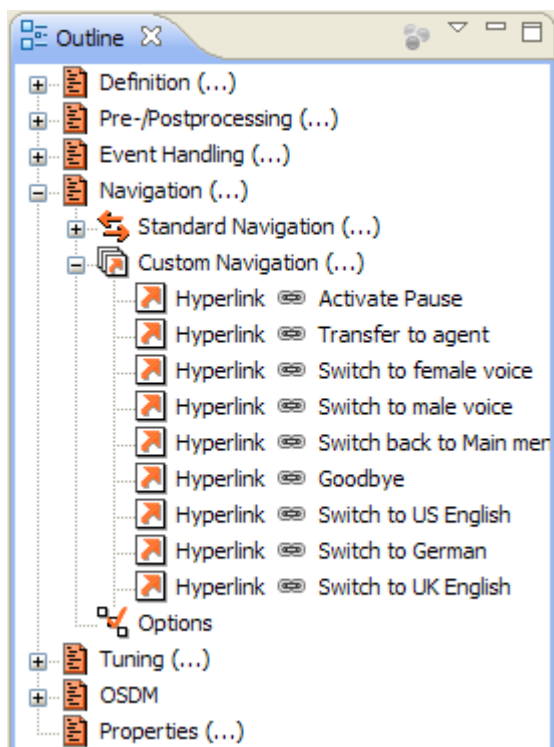 Outline
Definition (...)
Pre-/Postprocessing (...)
Event Handling (...)
Navigation (...)
Standard Navigation (...)
Custom Navigation (...)
Hyperlink Activate Pause
Hyperlink Transfer to agent
Hyperlink Switch to female voice
Hyperlink Switch to male voice
Hyperlink Switch back to Main men
Hyperlink Goodbye
Hyperlink Switch to US English
Hyperlink Switch to German
Hyperlink Switch to UK English
Options
Tuning (...)
OSDM
Properties (...)